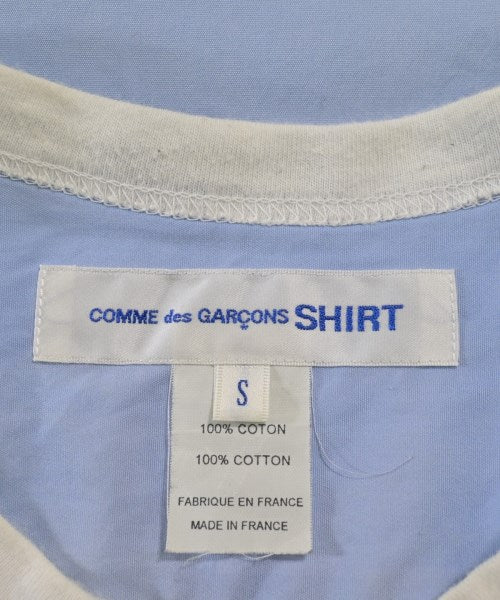 COMME des GARÇONS SHIRT
S
100% COTON
100% COTTON
FABRIQUE EN FRANCE
MADE IN FRANCE